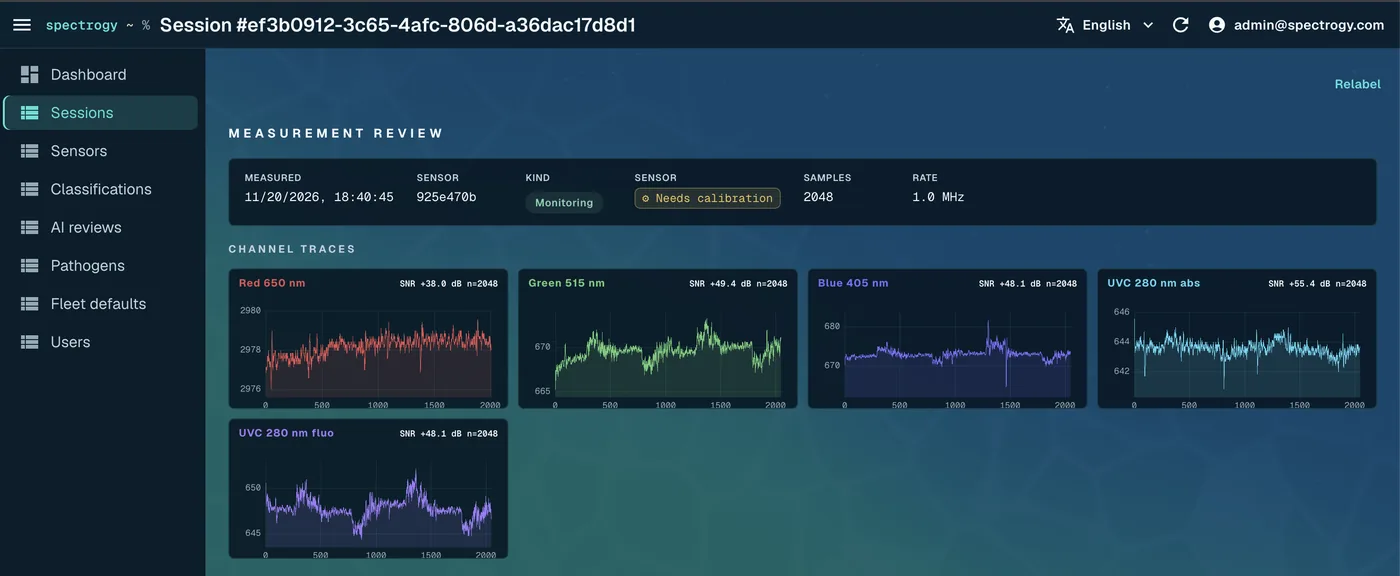 spectrogy ~ % Session #ef3b0912-3c65-4afc-806d-a36dac17d8d1
English
admin@spectrogy.com
Dashboard
Sessions
Sensors
Classifications
AI reviews
Pathogens
Fleet defaults
Users
Relabel
MEASUREMENT REVIEW
MEASURED SENSOR KIND SENSOR SAMPLES RATE
11/20/2026, 18:40:45 925e470b Monitoring Needs calibration 2048 1.0 MHz
CHANNEL TRACES
Red 650 nm SNR +38.0 dB n=2048
2980
2978
2976
0 500 1000 1500 2000
Green 515 nm SNR +49.4 dB n=2048
670
665
0 500 1000 1500 2000
Blue 405 nm SNR +48.1 dB n=2048
680
670
0 500 1000 1500 2000
UVC 280 nm abs SNR +55.4 dB n=2048
646
644
642
0 500 1000 1500 2000
UVC 280 nm fluo SNR +48.1 dB n=2048
650
645
0 500 1000 1500 2000